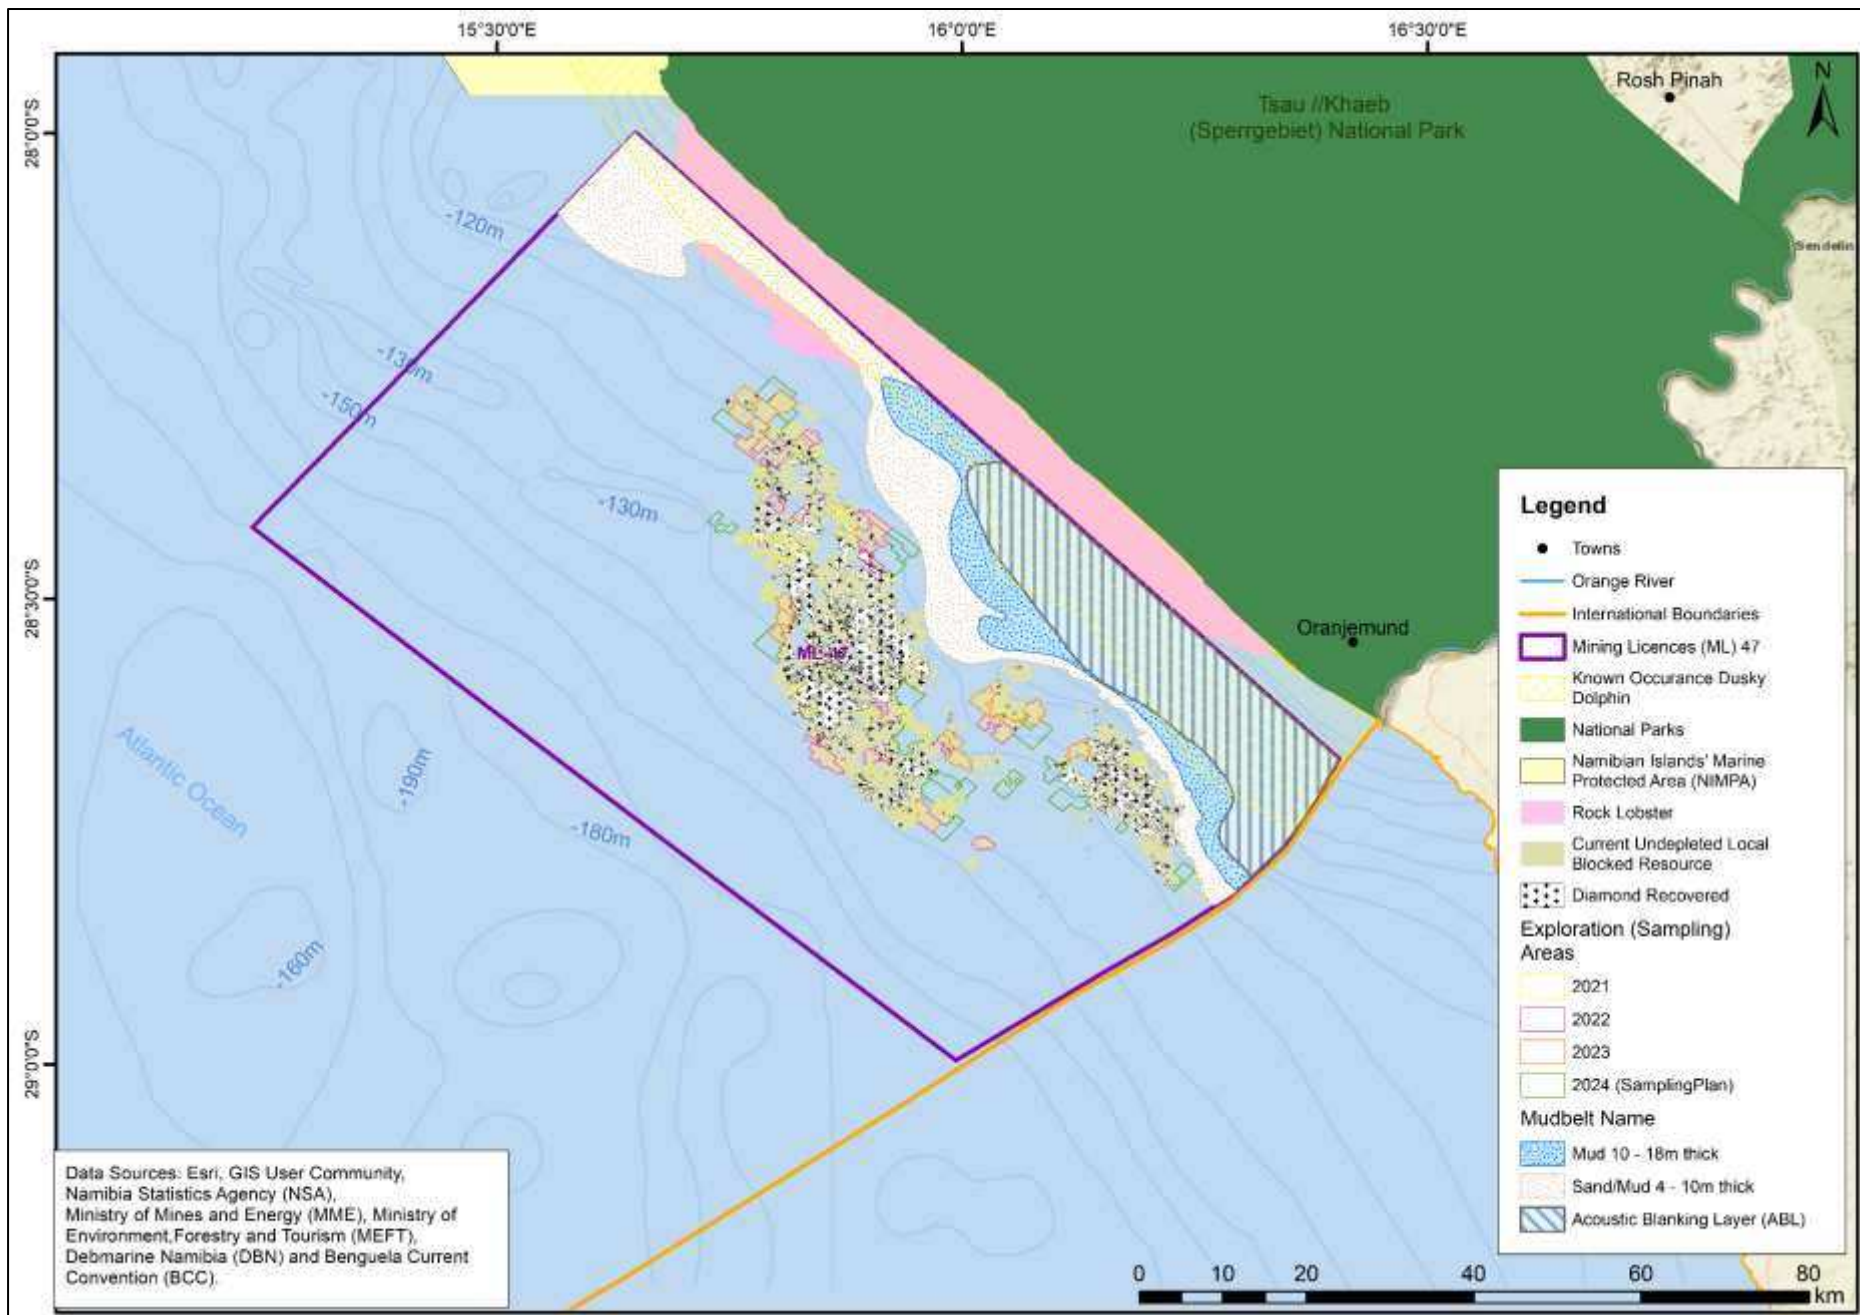 15°30'0"E
16°0'0"E
16°30'0"E
N
Rosh Pinah
Tsau //Khaeb
(Sperrgebiet) National Park
28°0'0"S
-120m
-130m
-150m
-130m
28°30'0"S
Oranjemund
Atlantic Ocean
-190m
-180m
-160m
29°0'0"S
Legend
Towns
Orange River
International Boundaries
Mining Licences (ML) 47
Known Occurance Dusky
Dolphin
National Parks
Namibian Islands' Marine
Protected Area (NIMPA)
Rock Lobster
Current Undepleted Local
Blocked Resource
Diamond Recovered
Exploration (Sampling)
Areas
2021
2022
2023
2024 (SamplingPlan)
Mudbelt Name
Mud 10 - 18m thick
Sand/Mud 4 - 10m thick
Acoustic Blanking Layer (ABL)
Data Sources: Esri, GIS User Community,
Namibia Statistics Agency (NSA),
Ministry of Mines and Energy (MME), Ministry of
Environment,Forestry and Tourism (MEFT),
Debmarine Namibia (DBN) and Benguela Current
Convention (BCC).
0 10 20 40 60 80
km